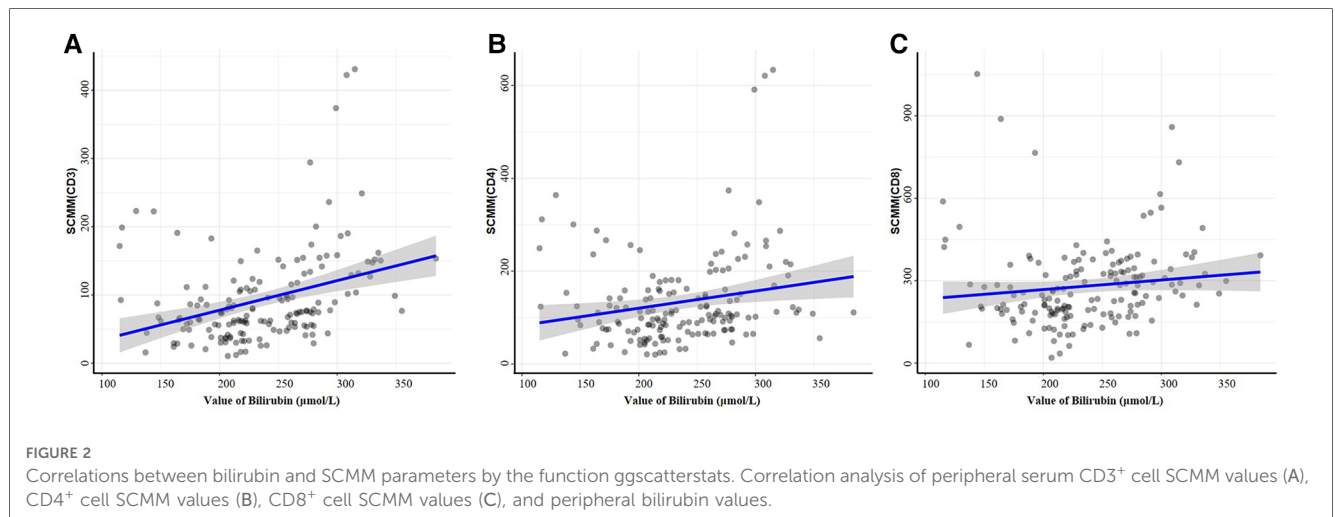 A
B
C
SCMM(CD3)
0
100
200
300
400
100
150
200
250
300
350
Value of Bilirubin (μmol/L)
SCMM(CD4)
0
200
400
600
100
150
200
250
300
350
Value of Bilirubin (μmol/L)
SCMM(CD8)
0
300
600
900
100
150
200
250
300
350
Value of Bilirubin (μmol/L)
FIGURE 2
Correlations between bilirubin and SCMM parameters by the function ggscatterstats. Correlation analysis of peripheral serum CD3⁺ cell SCMM values (A),
CD4⁺ cell SCMM values (B), CD8⁺ cell SCMM values (C), and peripheral bilirubin values.